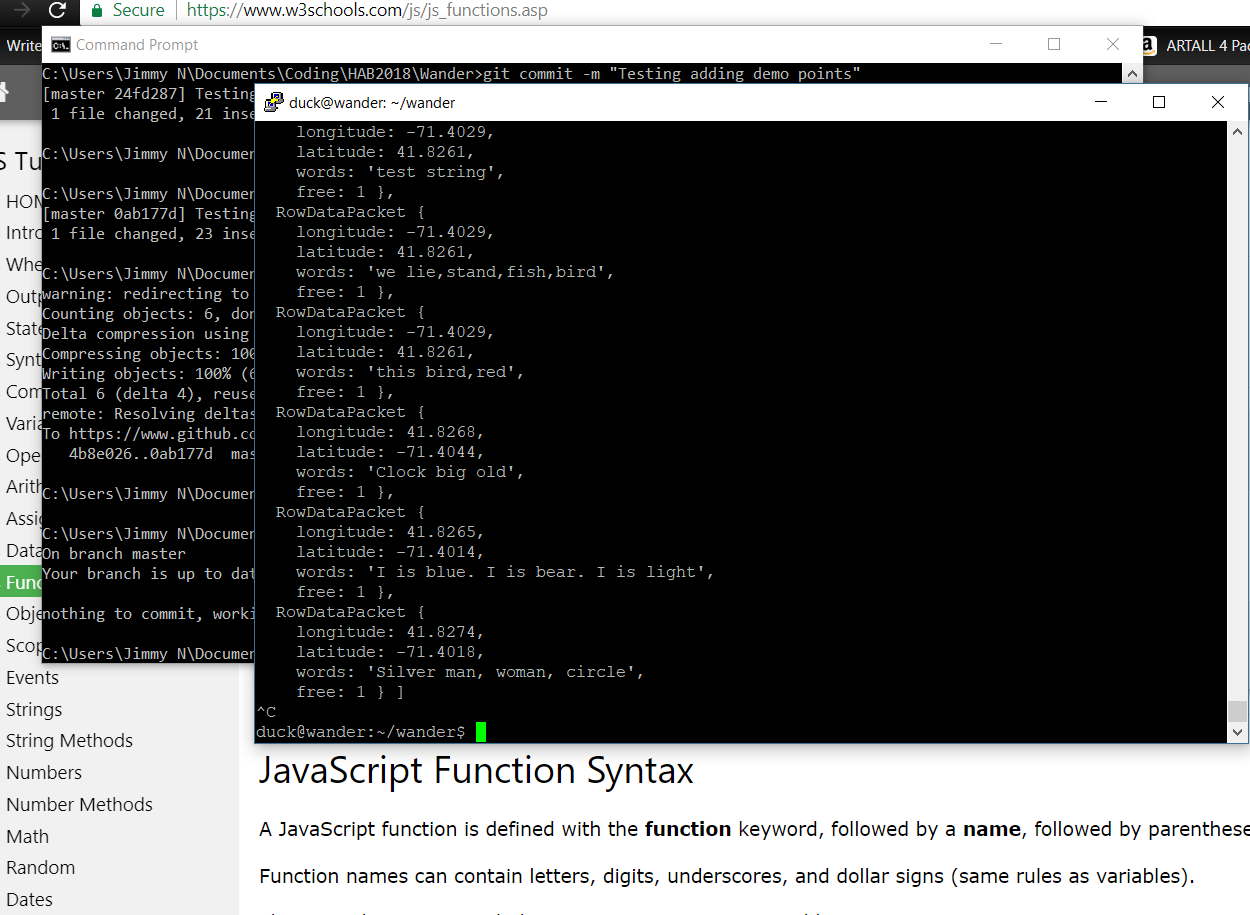 Secure
https://www.w3schools.com/js/js_functions.asp
Write
Command Prompt
ARTALL 4 Pac
C:\Users\Jimmy N\Documents\Coding\HAB2018\Wander>git commit -m "Testing adding demo points"
[master 24fd287] Testing
1 file changed, 21 inse
C:\Users\Jimmy N\Documen
C:\Users\Jimmy N\Documen
[master 0ab177d] Testing
1 file changed, 23 inse
C:\Users\Jimmy N\Documen
warning: redirecting to
Counting objects: 6, don
Delta compression using
Compressing objects: 100
Writing objects: 100% (6
Total 6 (delta 4), reuse
remote: Resolving deltas
To https://www.github.co
4b8e026..0ab177d mas
C:\Users\Jimmy N\Documen
C:\Users\Jimmy N\Documen
On branch master
Your branch is up to dat
nothing to commit, worki
C:\Users\Jimmy N\Documen
duck@wander: ~/wander
longitude: -71.4029,
latitude: 41.8261,
words: 'test string',
free: 1 },
RowDataPacket {
longitude: -71.4029,
latitude: 41.8261,
words: 'we lie,stand,fish,bird',
free: 1 },
RowDataPacket {
longitude: -71.4029,
latitude: 41.8261,
words: 'this bird,red',
free: 1 },
RowDataPacket {
longitude: 41.8268,
latitude: -71.4044,
words: 'Clock big old',
free: 1 },
RowDataPacket {
longitude: 41.8265,
latitude: -71.4014,
words: 'I is blue. I is bear. I is light',
free: 1 },
RowDataPacket {
longitude: 41.8274,
latitude: -71.4018,
words: 'Silver man, woman, circle',
free: 1 } ]
^C
duck@wander:~/wander$
S Tu
HOM
Intro
Whe
Outp
State
Synt
Com
Varia
Ope
Arith
Assig
Data
Func
Obje
Scop
Events
Strings
String Methods
Numbers
Number Methods
Math
Random
Dates
JavaScript Function Syntax
A JavaScript function is defined with the function keyword, followed by a name, followed by parenthese
Function names can contain letters, digits, underscores, and dollar signs (same rules as variables).